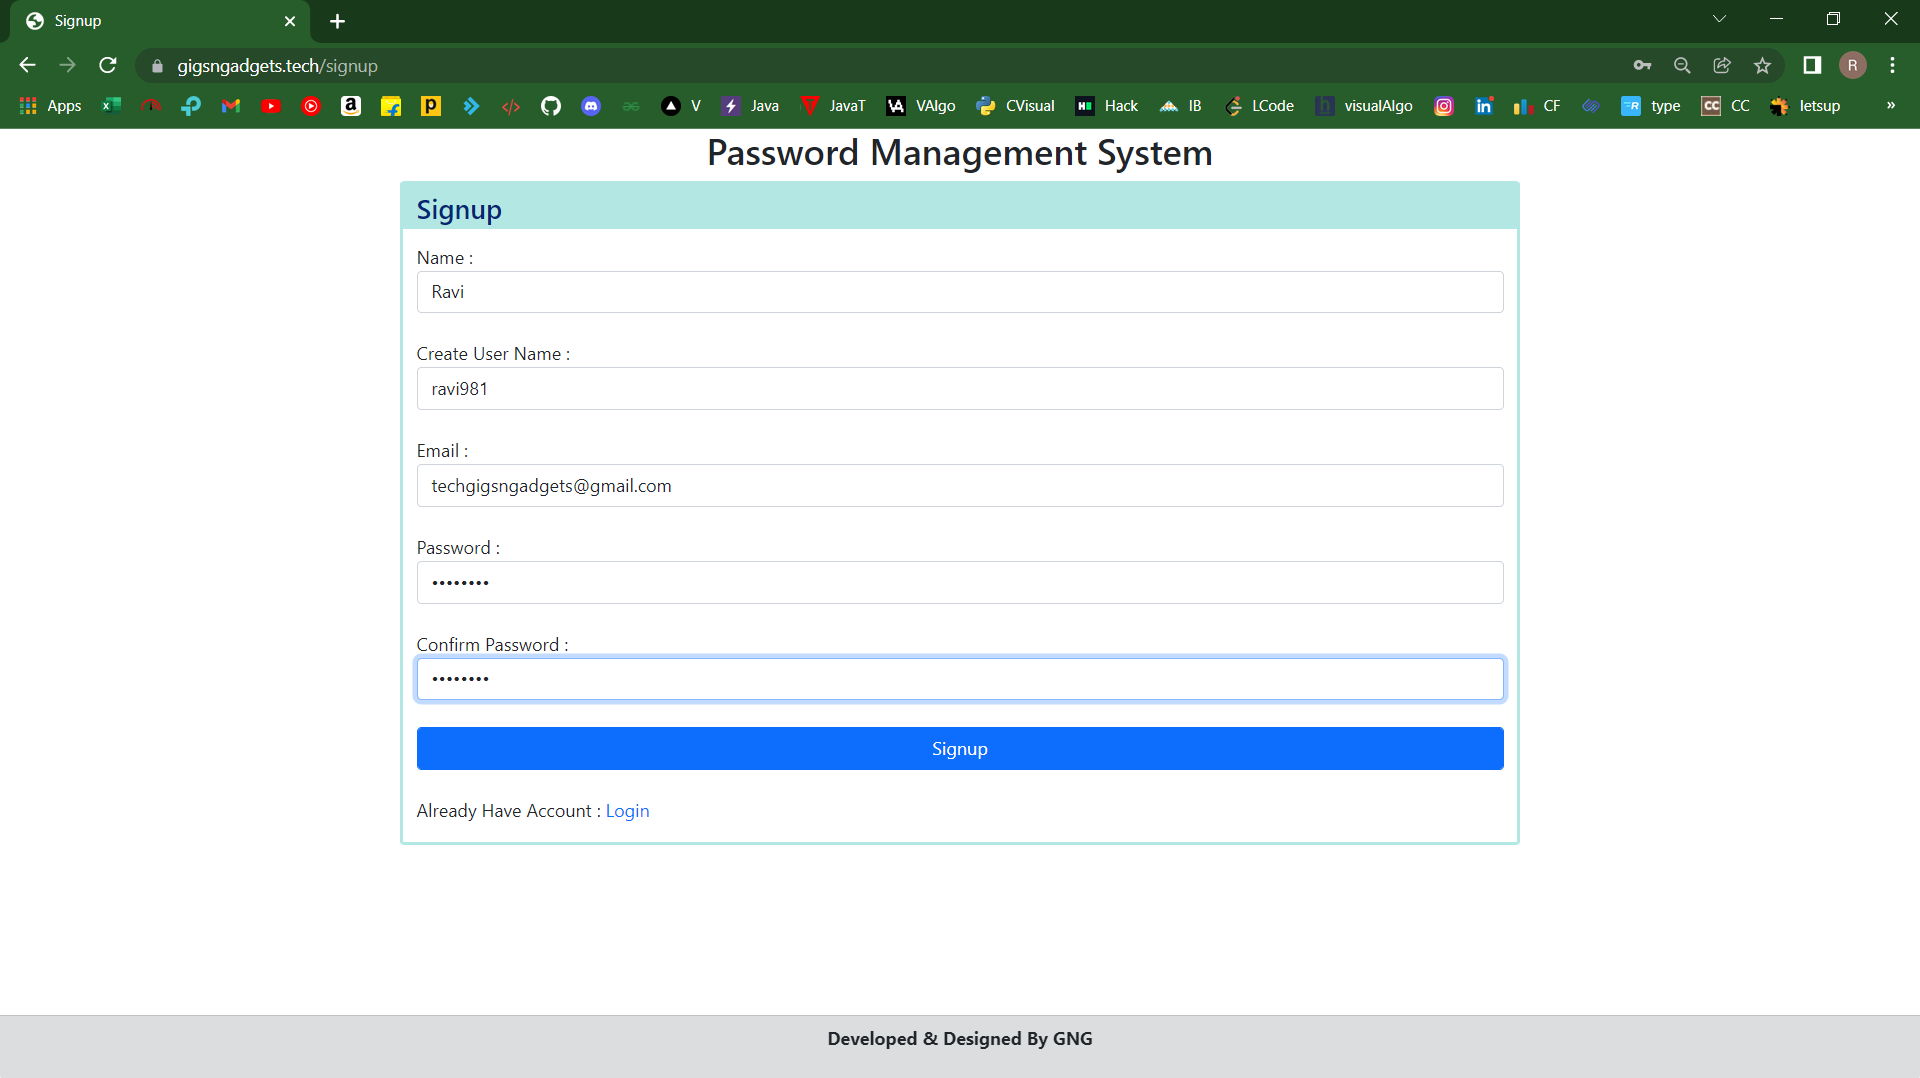 Signup
gigsngadgets.tech/signup
R
Apps V Java JavaT VAlgo CVisual Hack IB LCode visualAlgo CF type CC letsup »
Password Management System
Signup
Name :
Ravi
Create User Name :
ravi981
Email :
techgigsngadgets@gmail.com
Password :
••••••••
Confirm Password :
••••••••
Signup
Already Have Account : Login
Developed & Designed By GNG